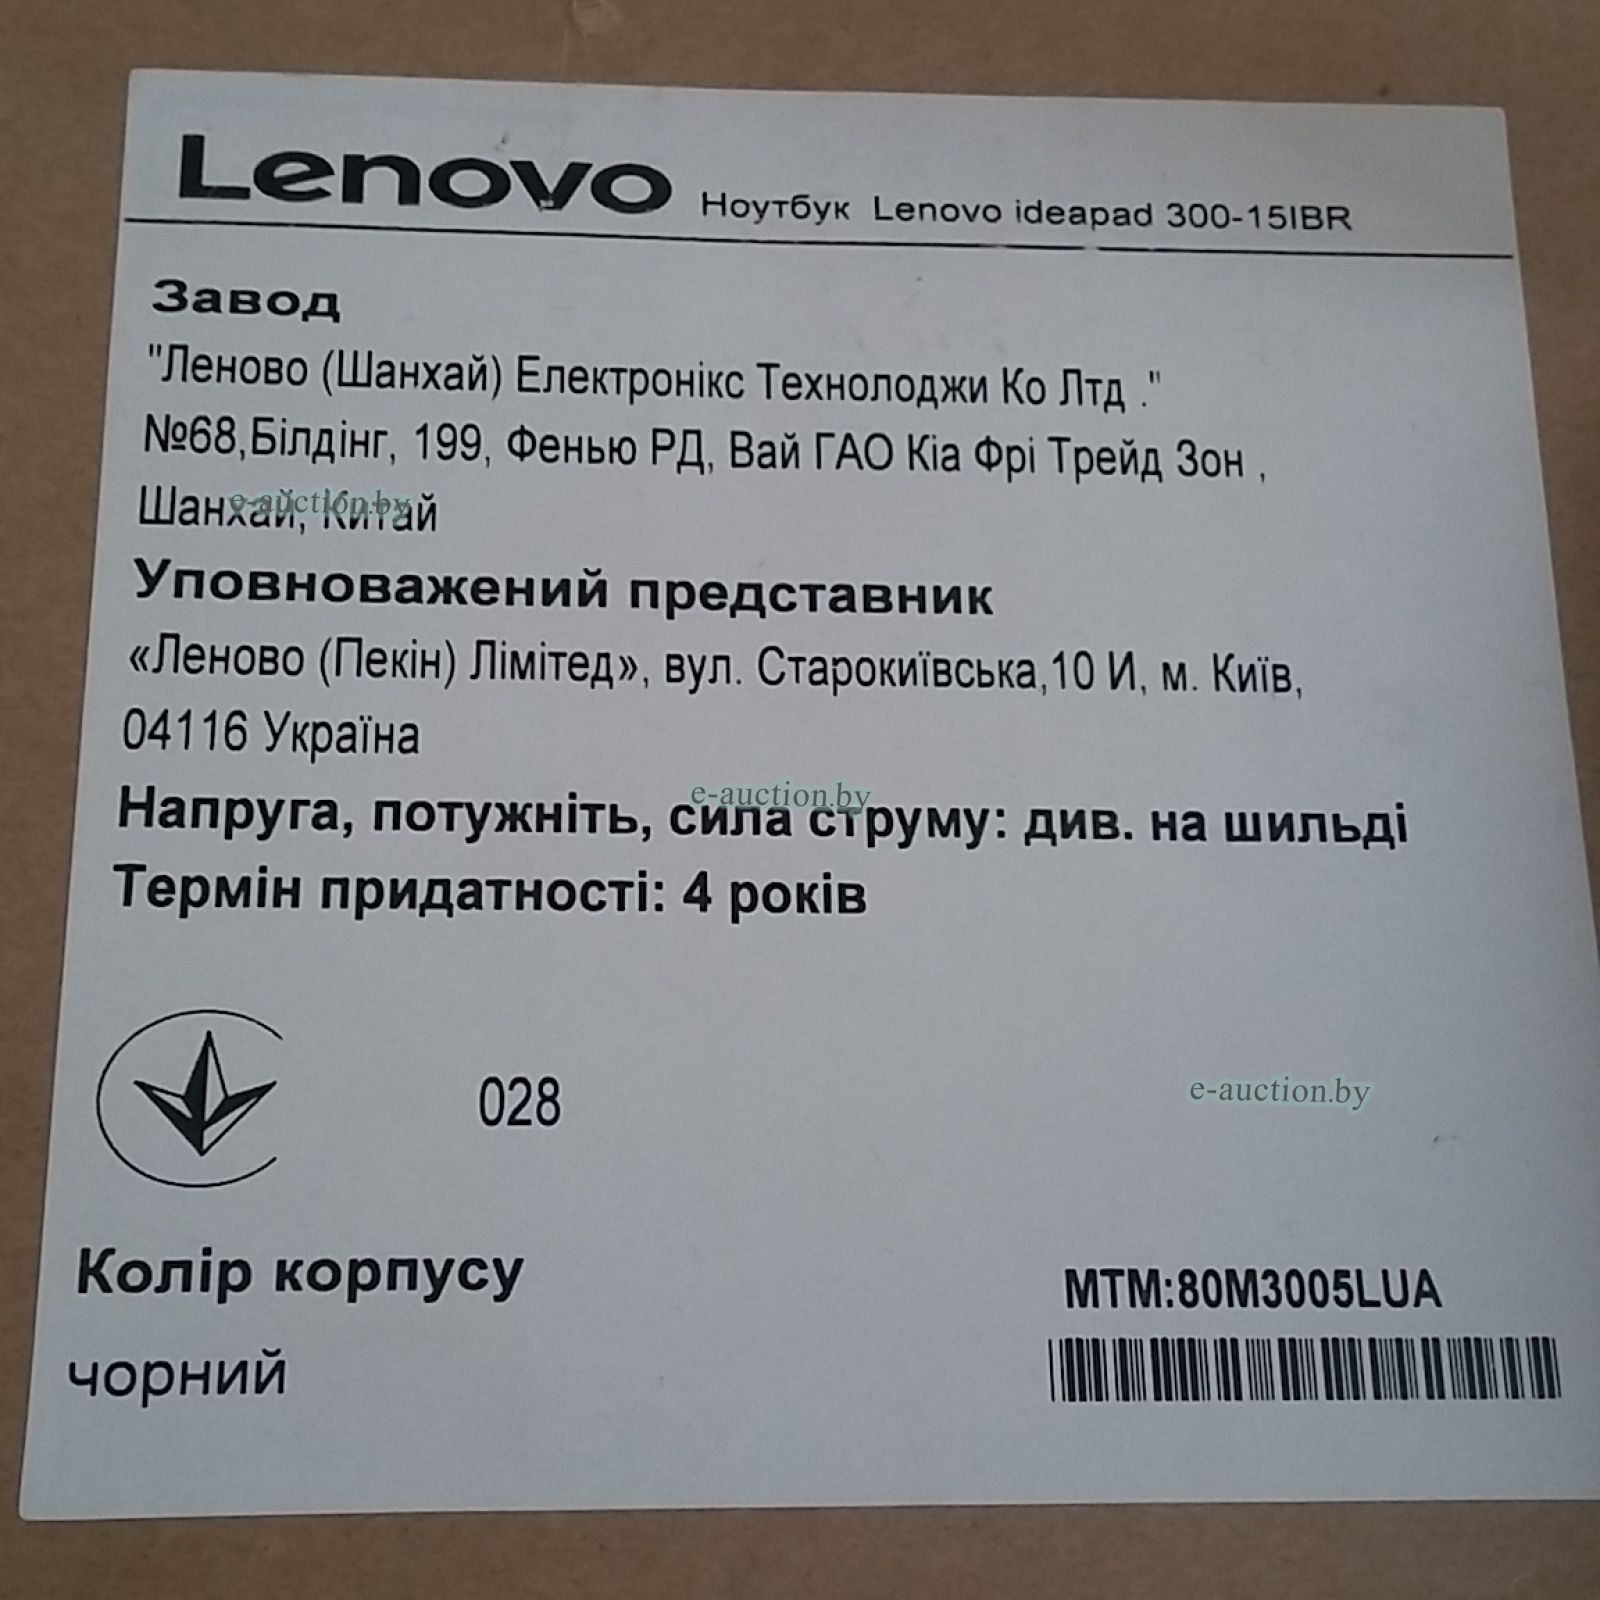 Lenovo Ноутбук Lenovo ideapad 300-15IBR
Завод
"Леново (Шанхай) Електронікс Технолоджи Ко Лтд ."
№68,Білдінг, 199, Фенью РД, Вай ГАО Кіа Фрі Трейд Зон ,
Шанхай, Китай
e-auction.by
Уповноважений представник
«Леново (Пекін) Лімітед», вул. Старокиївська,10 И, м. Київ,
04116 Україна
e-auction.by
Напруга, потужніть, сила струму: див. на шильді
Термін придатності: 4 років
028
e-auction.by
Колір корпусу
чорний
MTM:80M3005LUA